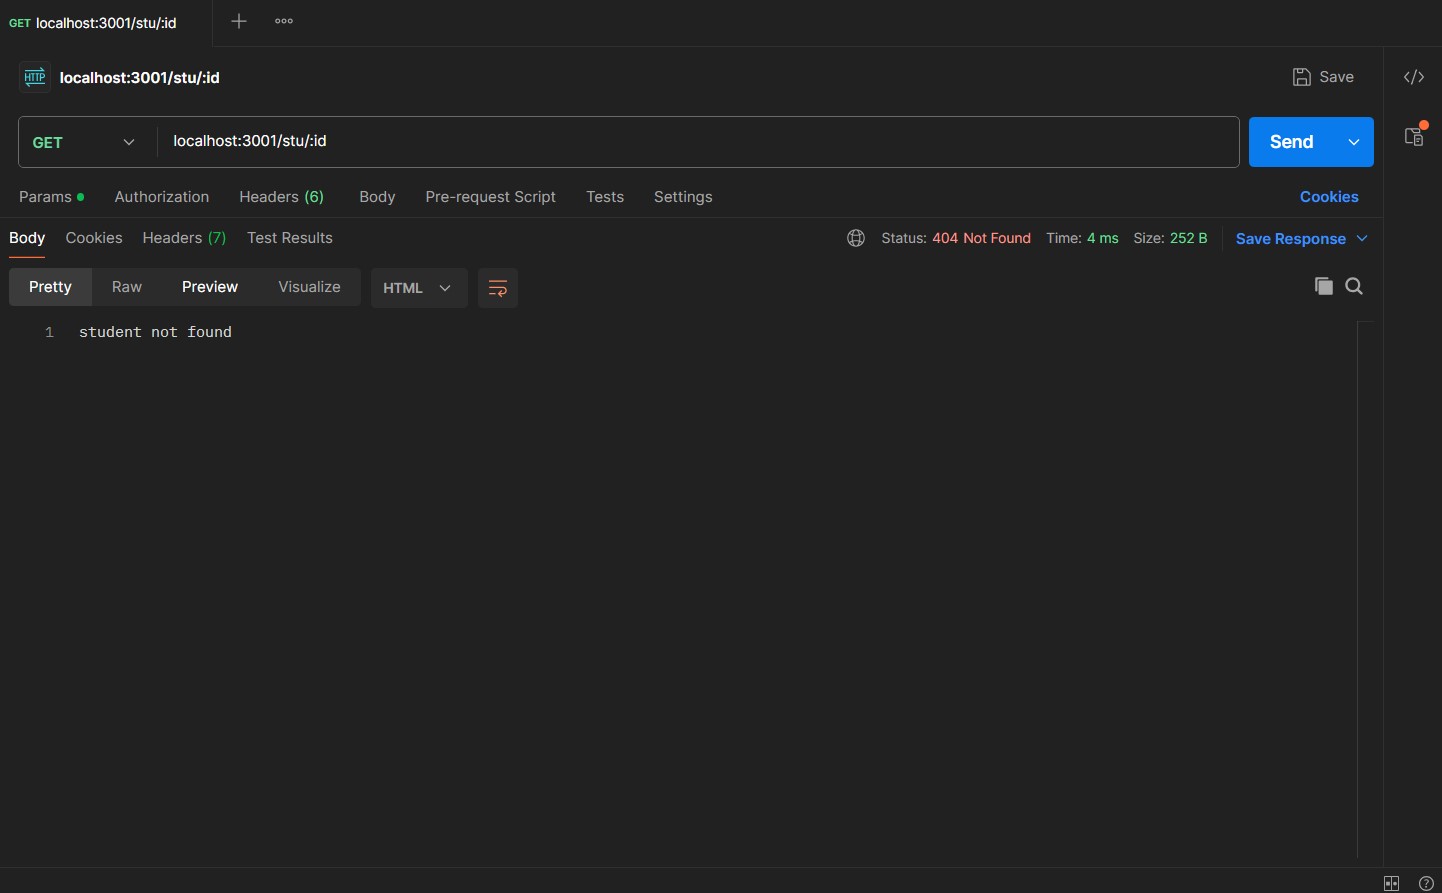 GET localhost:3001/stu/:id
HTTP localhost:3001/stu/:id Save
GET localhost:3001/stu/:id Send
Params Authorization Headers (6) Body Pre-request Script Tests Settings Cookies
Body Cookies Headers (7) Test Results Status: 404 Not Found Time: 4 ms Size: 252 B Save Response
Pretty Raw Preview Visualize HTML
1 student not found